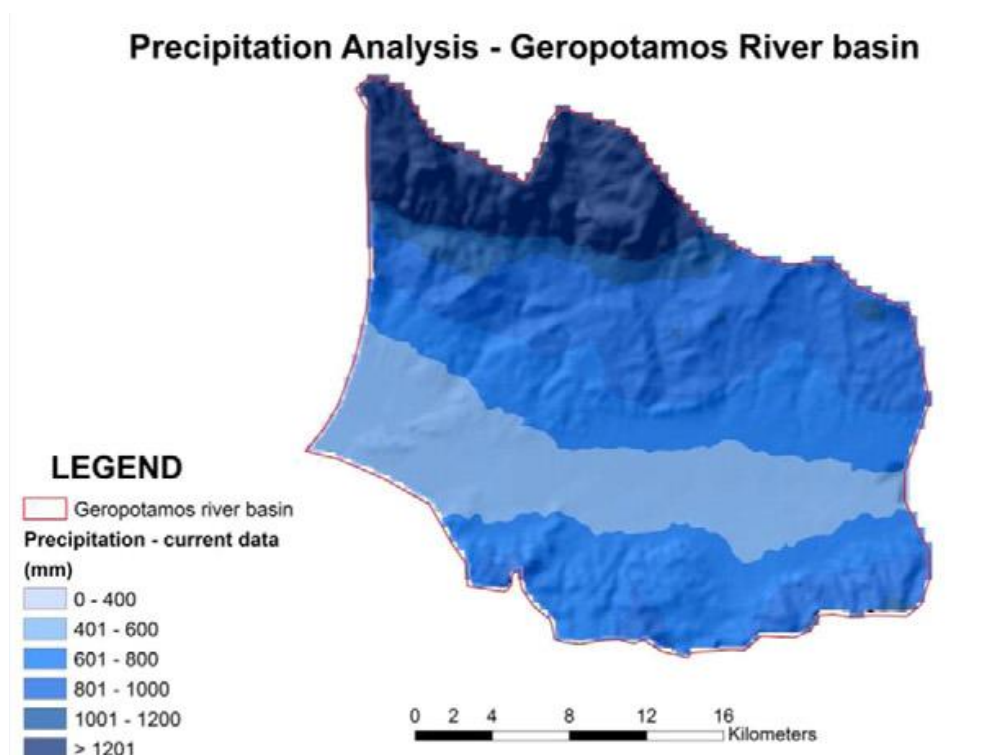 Precipitation Analysis - Geropotamos River basin
LEGEND
Geropotamos river basin
Precipitation - current data
(mm)
0 - 400
401 - 600
601 - 800
801 - 1000
1001 - 1200
> 1201
0 2 4 8 12 16
Kilometers